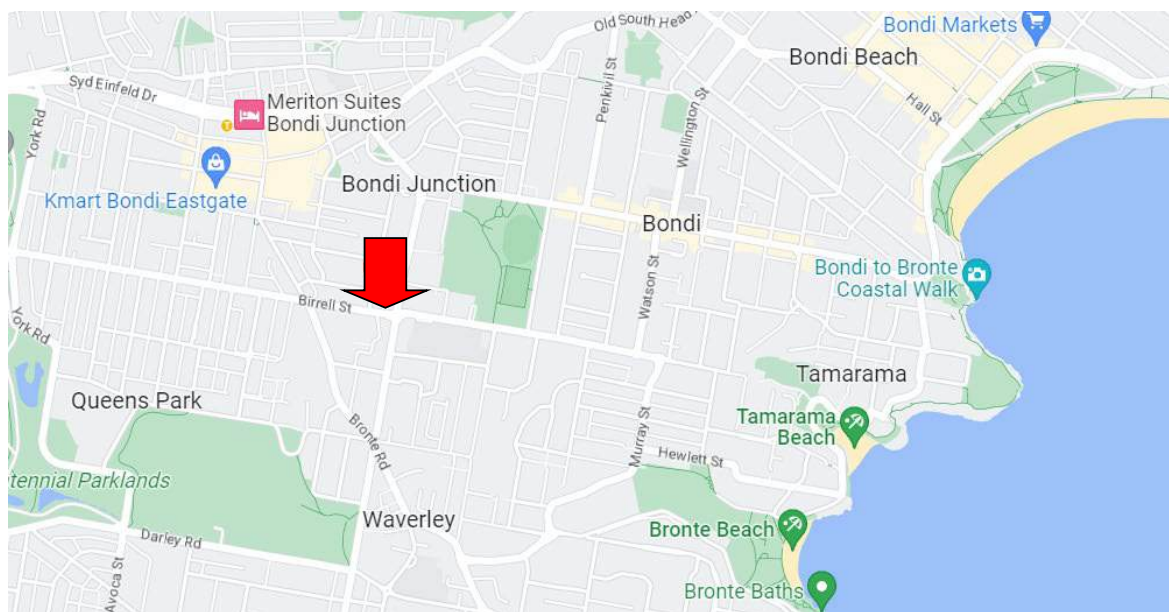 Old South Head
Bondi Markets
Bondi Beach
Syd Einfeld Dr
Meriton Suites
Bondi Junction
Penkivil St
Wellington St
Hall St
York Rd
Kmart Bondi Eastgate
Bondi Junction
Bondi
Bondi to Bronte
Coastal Walk
Watson St
Birrell St
York Rd
Queens Park
Tamarama
Tamarama
Beach
Bronte Rd
Murray St
Hewlett St
tennial Parklands
Waverley
Darley Rd
Bronte Beach
Avoca St
Bronte Baths